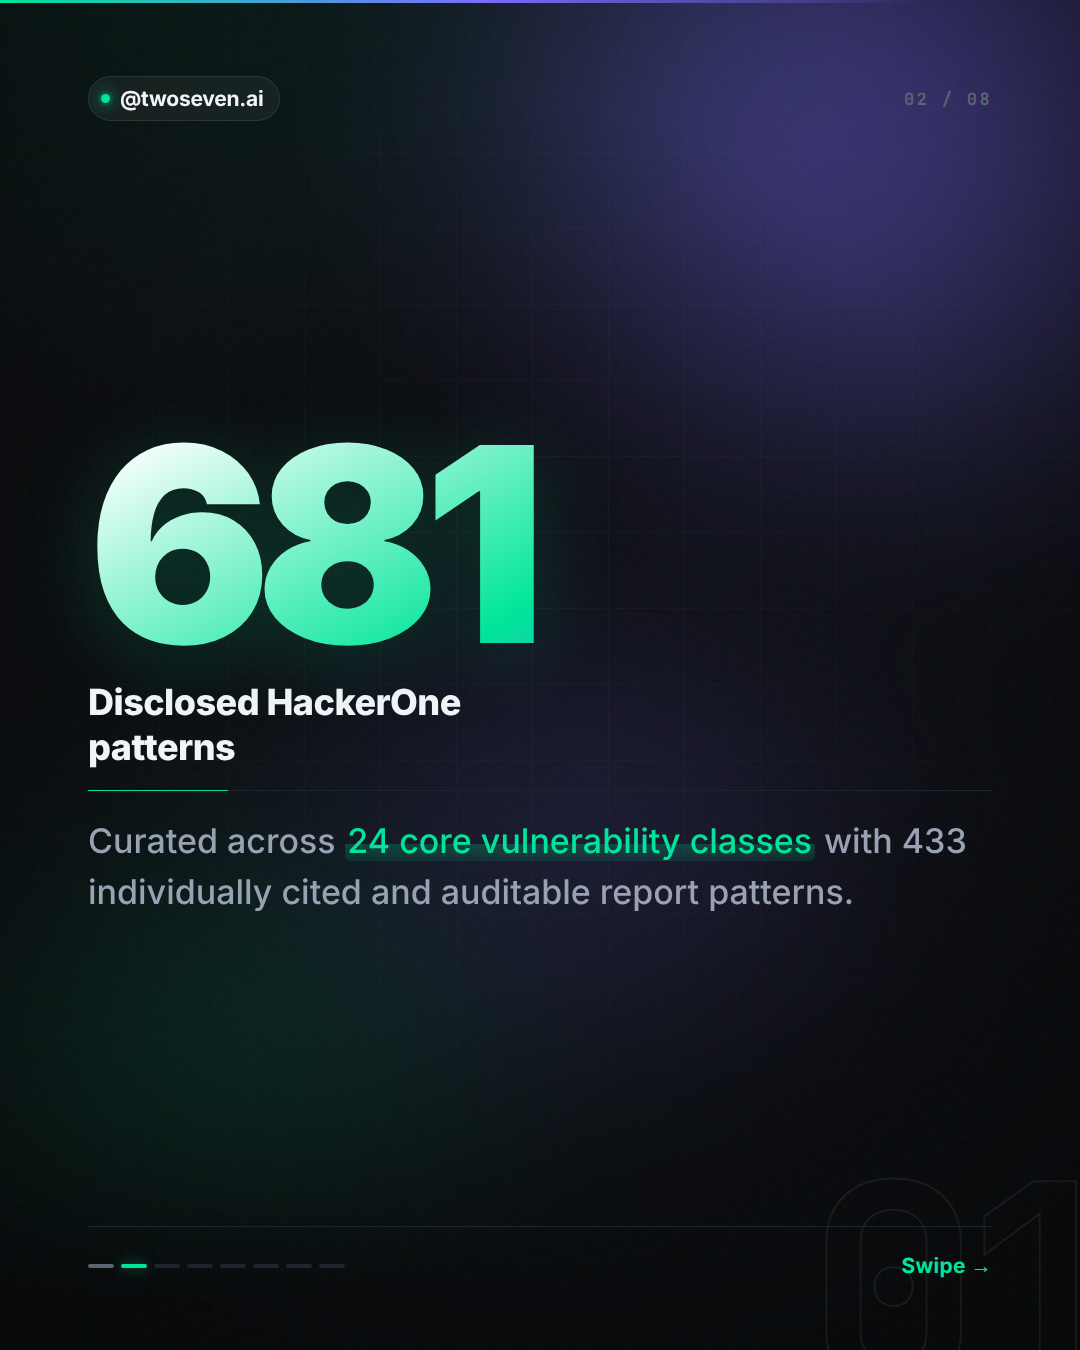 @twoseven.ai
02 / 08
681
Disclosed HackerOne
patterns
Curated across 24 core vulnerability classes with 433
individually cited and auditable report patterns.
Swipe →
01